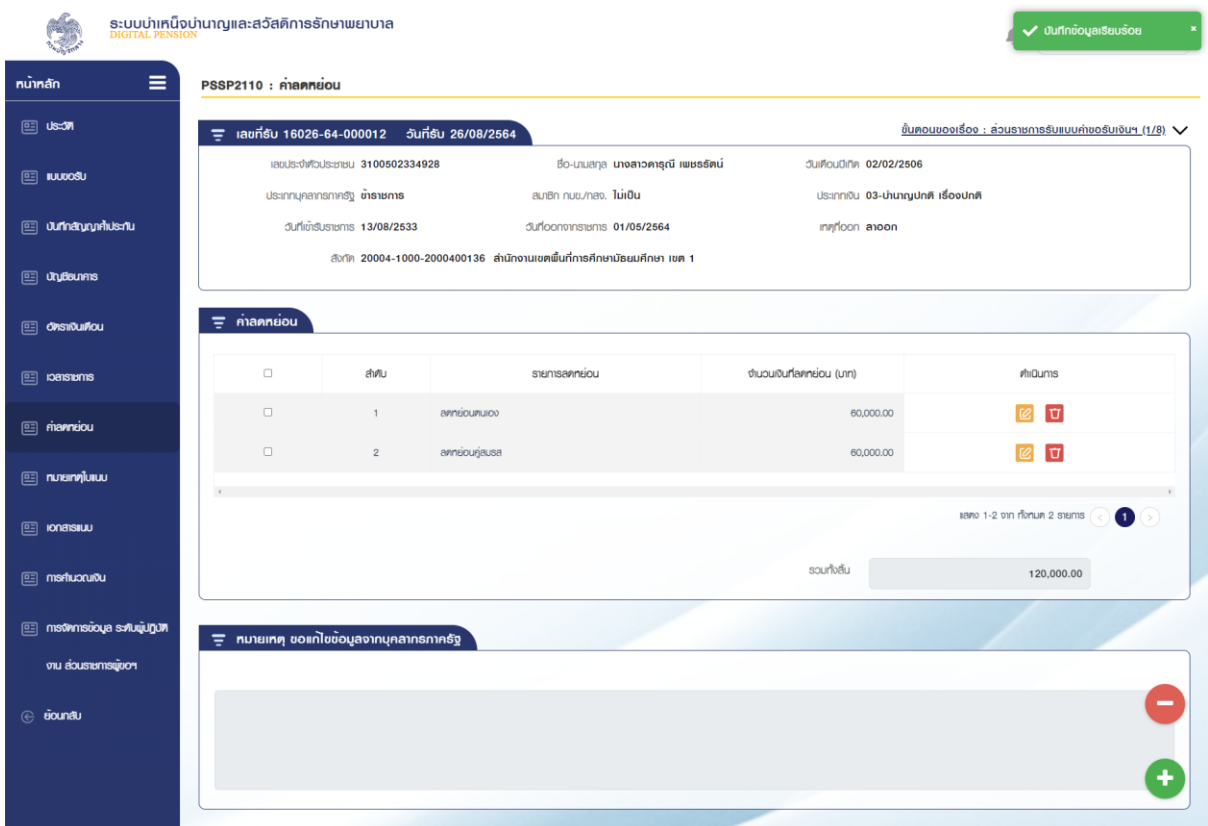 ระบบบำเหน็จบำนาญและสวัสดิการรักษาพยาบาล
DIGITAL PENSION
บันทึกข้อมูลเรียบร้อย ×
หน้าหลัก
ประวัติ
แบบขอรับ
บันทึกสัญญาค้ำประกัน
บัญชีธนาคาร
อัตราเงินเดือน
เวลาราชการ
ค่าลดหย่อน
หมายเหตุในแบบ
เอกสารแนบ
การคำนวณเงิน
การจัดการข้อมูล ระดับผู้ปฏิบัติ
งาน ส่วนราชการผู้ขอฯ
ย้อนกลับ
PSSP2110 : ค่าลดหย่อน
เลขที่รับ 16026-64-000012 วันที่รับ 26/08/2564
ขั้นตอนของเรื่อง : ส่วนราชการรับแบบคำขอรับเงินฯ (1/8)
เลขประจำตัวประชาชน 3100502334928 ชื่อ-นามสกุล นางสาวดารุณี เพชรรัตน์ วันเดือนปีเกิด 02/02/2506
ประเภทบุคลากรภาครัฐ ข้าราชการ สมาชิก กบข./กสจ. ไม่เป็น ประเภทเงิน 03-บำนาญปกติ เรื่องปกติ
วันที่เข้ารับราชการ 13/08/2533 วันที่ออกจากราชการ 01/05/2564 เหตุที่ออก ลาออก
สังกัด 20004-1000-2000400136 สำนักงานเขตพื้นที่การศึกษามัธยมศึกษา เขต 1
ค่าลดหย่อน
ลำดับ รายการลดหย่อน จำนวนเงินที่ลดหย่อน (บาท) ดำเนินการ
1 ลดหย่อนตนเอง 60,000.00
2 ลดหย่อนคู่สมรส 60,000.00
แสดง 1-2 จาก ทั้งหมด 2 รายการ < 1 >
รวมทั้งสิ้น 120,000.00
หมายเหตุ ขอแก้ไขข้อมูลจากบุคลากรภาครัฐ